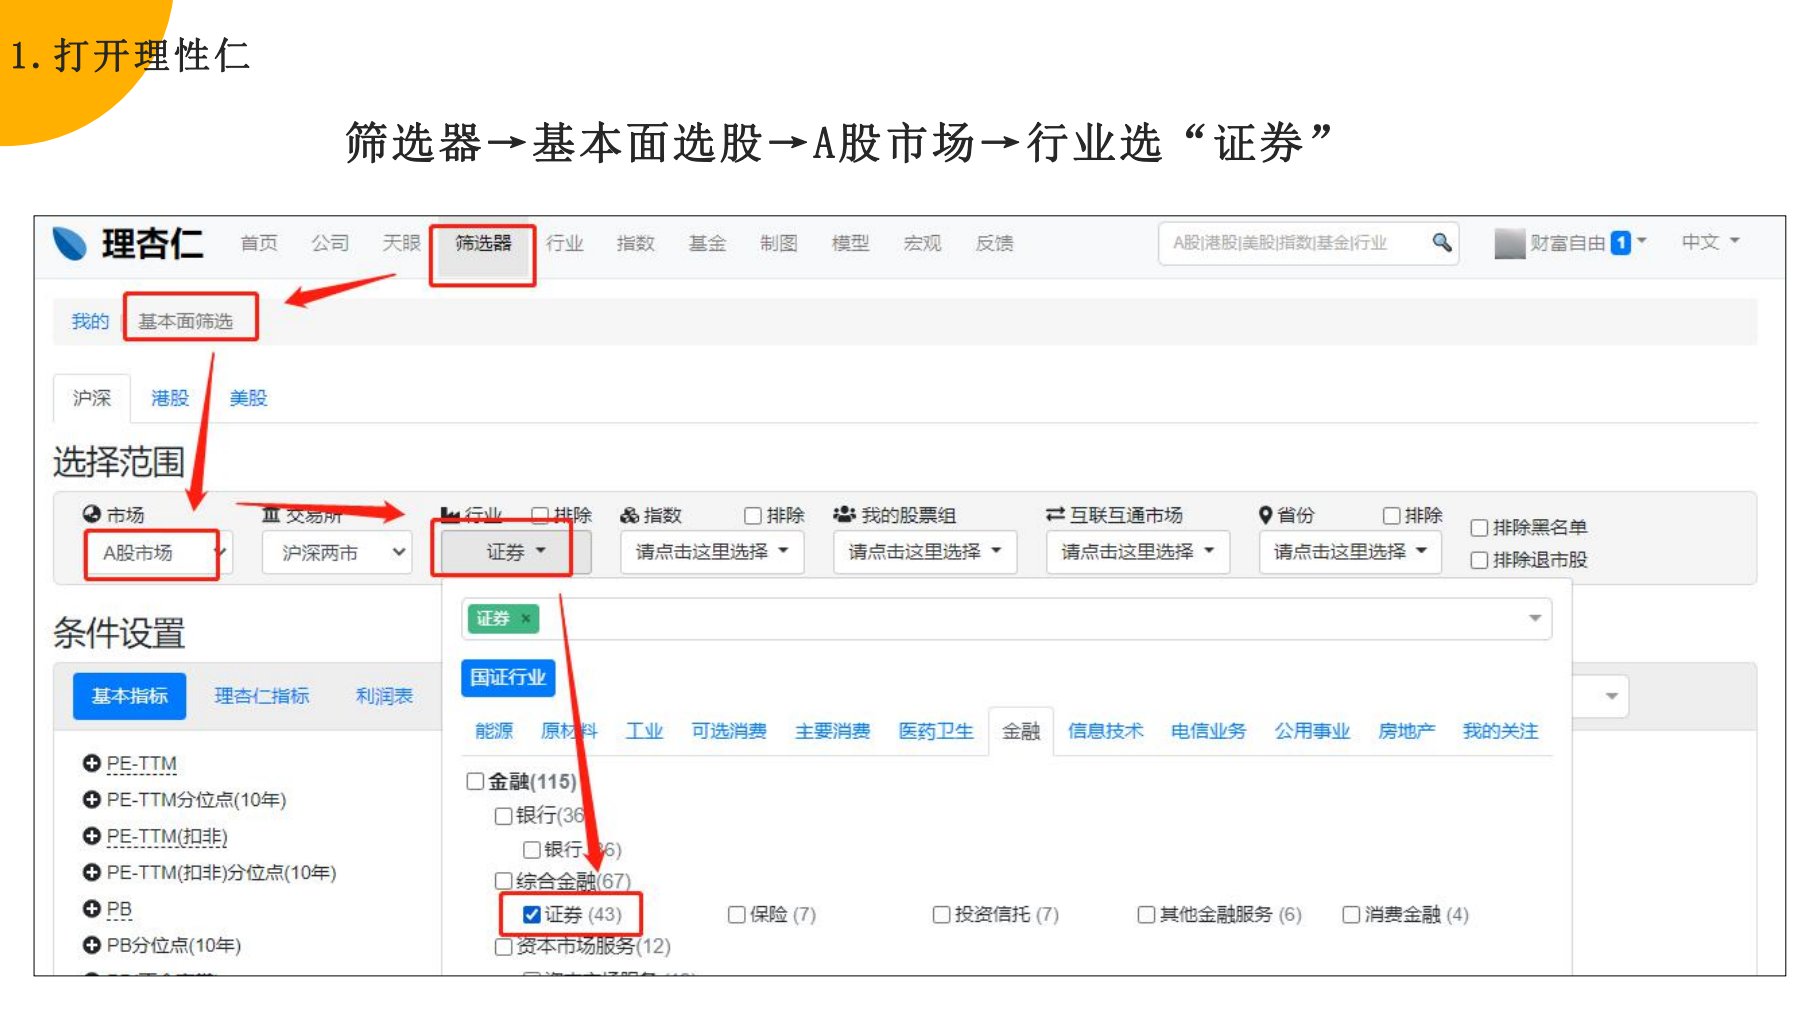 1.打开理性仁
筛选器→基本面选股→A股市场→行业选“证券”
理杏仁 首页 公司 天眼 筛选器 行业 指数 基金 制图 模型 宏观 反馈 A股|港股|美股|指数|基金|行业 财富自由 1 中文
我的 基本面筛选
沪深 港股 美股
选择范围
市场 交易所 行业 排除 指数 排除 我的股票组 互联互通市场 省份 排除 排除黑名单
A股市场 沪深两市 证券 请点击这里选择 请点击这里选择 请点击这里选择 请点击这里选择 排除退市股
条件设置
证券 ×
国证行业
基本指标 理杏仁指标 利润表
能源 原材料 工业 可选消费 主要消费 医药卫生 金融 信息技术 电信业务 公用事业 房地产 我的关注
PE-TTM
PE-TTM分位点(10年)
PE-TTM(扣非)
PE-TTM(扣非)分位点(10年)
PB
PB分位点(10年)
金融(115)
银行(36
银行 36)
综合金融(67)
证券 (43) 保险 (7) 投资信托 (7) 其他金融服务 (6) 消费金融 (4)
资本市场服务(12)